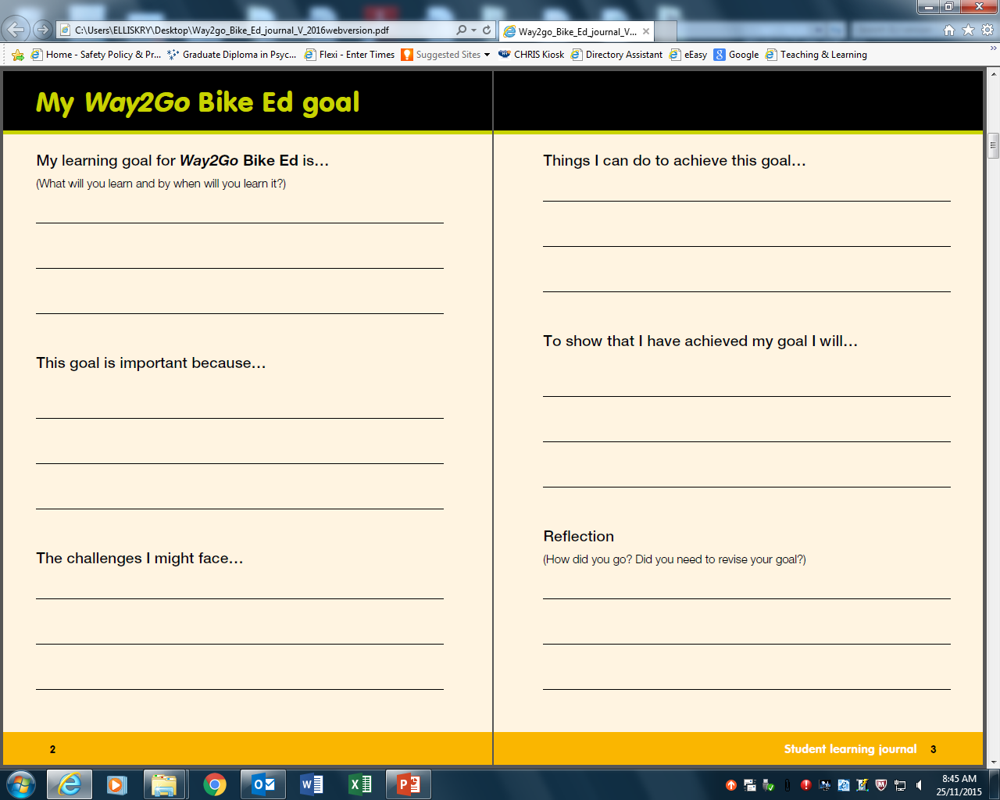 C:\Users\ELLISKRY\Desktop\Way2go_Bike_Ed_journal_V_2016webversion.pdf
Way2go_Bike_Ed_journal_V...
Home - Safety Policy & Pr...
Graduate Diploma in Psyc...
Flexi - Enter Times
Suggested Sites
CHRIS Kiosk
Directory Assistant
eEasy
Google
Teaching & Learning
My Way2Go Bike Ed goal
My learning goal for Way2Go Bike Ed is…
(What will you learn and by when will you learn it?)
This goal is important because…
The challenges I might face…
2
Things I can do to achieve this goal…
To show that I have achieved my goal I will…
Reflection
(How did you go? Did you need to revise your goal?)
Student learning journal 3
8:45 AM
25/11/2015